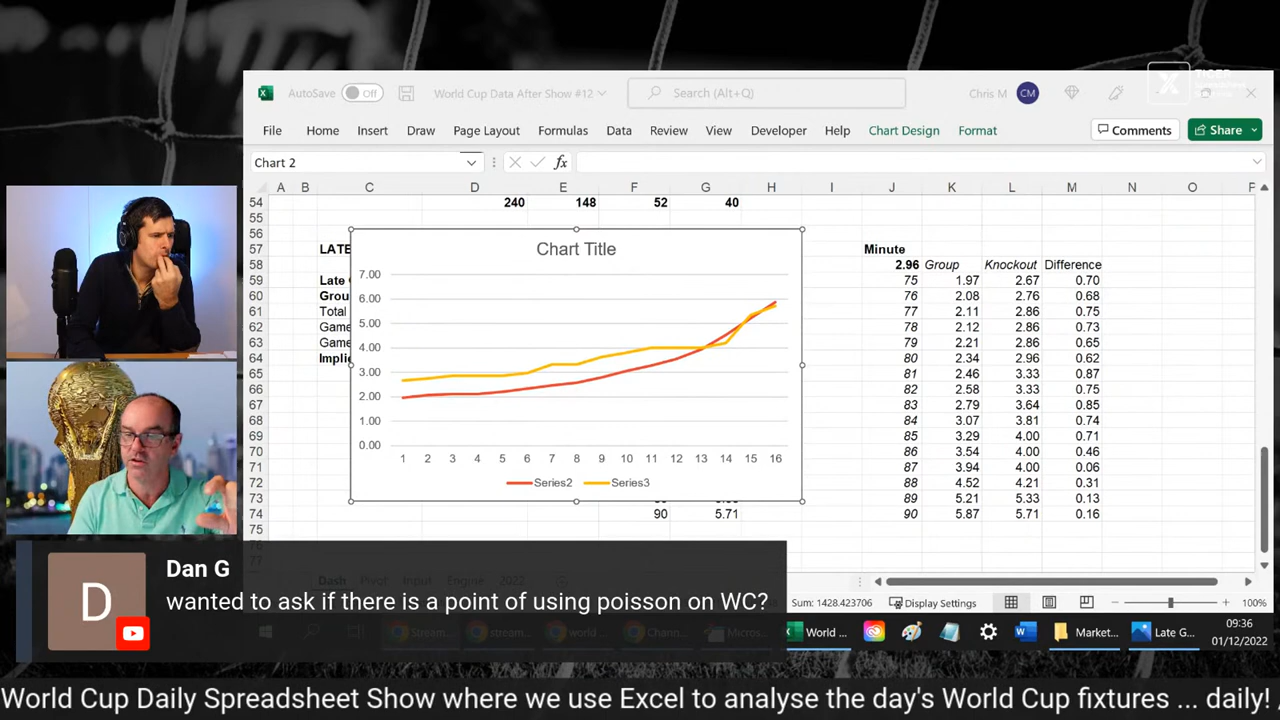 AutoSave Off World Cup Data After Show #12 Search (Alt+Q) Chris M CM
File Home Insert Draw Page Layout Formulas Data Review View Developer Help Chart Design Format Comments Share
Chart 2 fx
A B C D E F G H I J K L M N O P
54 240 148 52 40
55
56
57 LATE Minute
58 2.96 Group Knockout Difference
59 Late 75 1.97 2.67 0.70
60 Grou 76 2.08 2.76 0.68
61 Total 77 2.11 2.86 0.75
62 Game 78 2.12 2.86 0.73
63 Game 79 2.21 2.86 0.65
64 Implie 80 2.34 2.96 0.62
65 81 2.46 3.33 0.87
66 82 2.58 3.33 0.75
67 83 2.79 3.64 0.85
68 84 3.07 3.81 0.74
69 85 3.29 4.00 0.71
70 86 3.54 4.00 0.46
71 87 3.94 4.00 0.06
72 88 4.52 4.21 0.31
73 89 5.21 5.33 0.13
74 90 5.71 90 5.87 5.71 0.16
75
Chart Title
7.00
6.00
5.00
4.00
3.00
2.00
1.00
0.00
1 2 3 4 5 6 7 8 9 10 11 12 13 14 15 16
Series2 Series3
Dash Pivot Input Engine 2022
Sum: 1428.423706 Display Settings 100%
D
Dan G
wanted to ask if there is a point of using poisson on WC?
Stream... stream... world ... Chann... Micros... World ... Market... Late G...
09:36
01/12/2022
World Cup Daily Spreadsheet Show where we use Excel to analyse the day's World Cup fixtures ... daily!